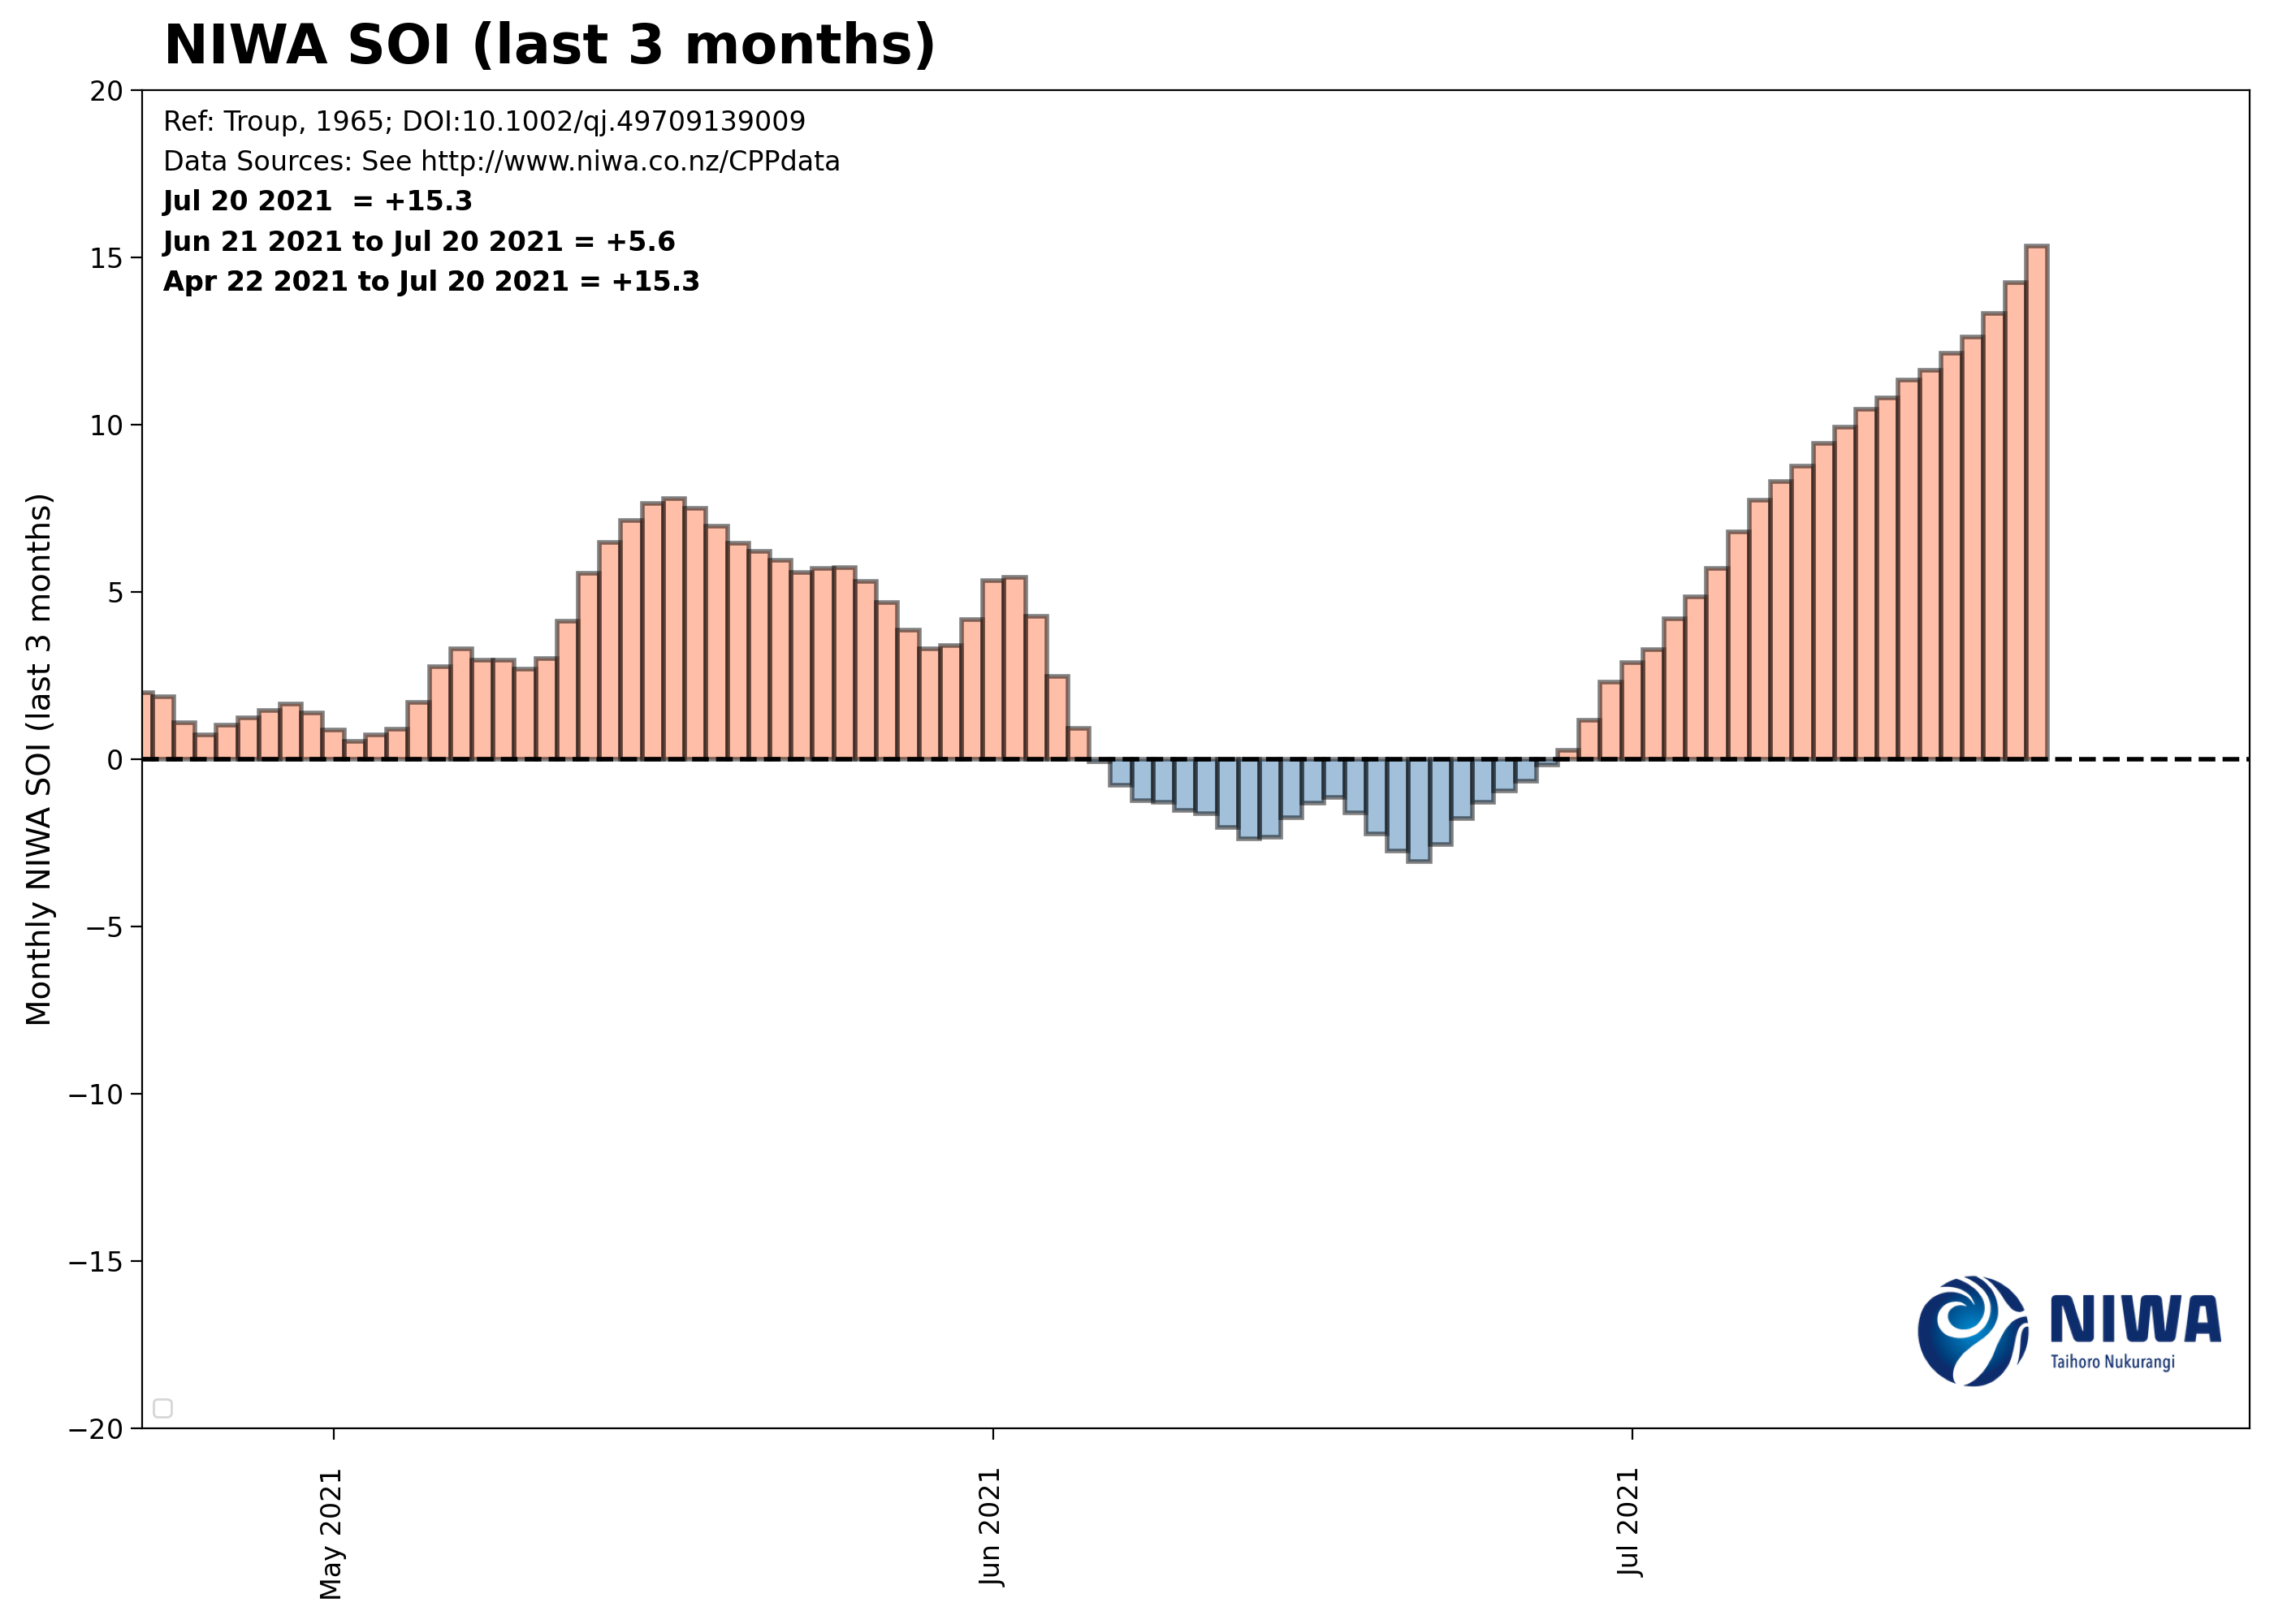 NIWA SOI (last 3 months)
Ref: Troup, 1965; DOI:10.1002/qj.49709139009
Data Sources: See http://www.niwa.co.nz/CPPdata
Jul 20 2021  = +15.3
Jun 21 2021 to Jul 20 2021 = +5.6
Apr 22 2021 to Jul 20 2021 = +15.3
Monthly NIWA SOI (last 3 months)
20
15
10
5
0
−5
−10
−15
−20
May 2021
Jun 2021
Jul 2021
NIWA
Taihoro Nukurangi